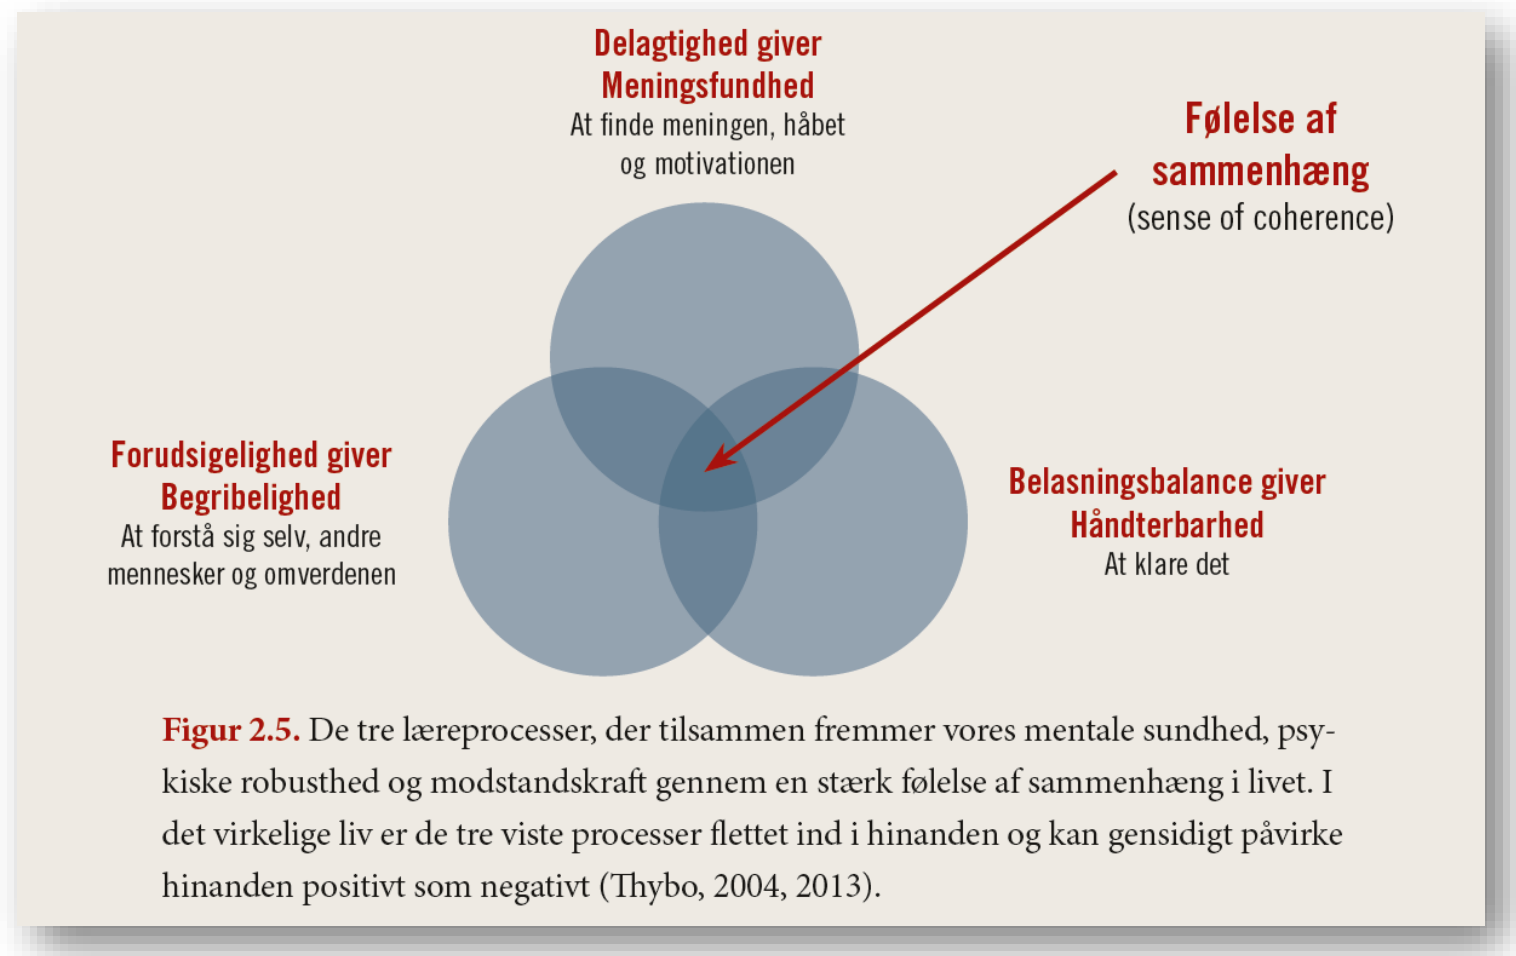 Delagtighed giver
Meningsfundhed
At finde meningen, håbet
og motivationen
Følelse af
sammenhæng
(sense of coherence)
Forudsigelighed giver
Begribelighed
At forstå sig selv, andre
mennesker og omverdenen
Belasningsbalance giver
Håndterbarhed
At klare det
Figur 2.5. De tre læreprocesser, der tilsammen fremmer vores mentale sundhed, psy-
kiske robusthed og modstandskraft gennem en stærk følelse af sammenhæng i livet. I
det virkelige liv er de tre viste processer flettet ind i hinanden og kan gensidigt påvirke
hinanden positivt som negativt (Thybo, 2004, 2013).